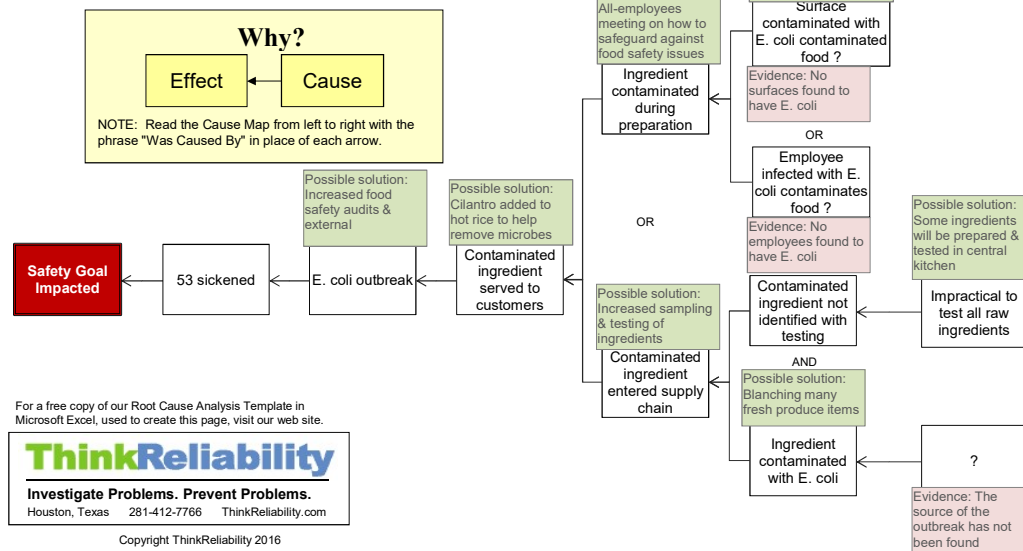 Why?
Effect
Cause
NOTE: Read the Cause Map from left to right with the
phrase "Was Caused By" in place of each arrow.
Safety Goal
Impacted
53 sickened
Possible solution:
Increased food
safety audits &
external
E. coli outbreak
Possible solution:
Cilantro added to
hot rice to help
remove microbes
Contaminated
ingredient
served to
customers
OR
All-employees
meeting on how to
safeguard against
food safety issues
Ingredient
contaminated
during
preparation
Surface
contaminated with
E. coli contaminated
food ?
Evidence: No
surfaces found to
have E. coli
OR
Employee
infected with E.
coli contaminates
food ?
Evidence: No
employees found to
have E. coli
Possible solution:
Increased sampling
& testing of
ingredients
Contaminated
ingredient
entered supply
chain
Contaminated
ingredient not
identified with
testing
Possible solution:
Some ingredients
will be prepared &
tested in central
kitchen
Impractical to
test all raw
ingredients
AND
Possible solution:
Blanching many
fresh produce items
Ingredient
contaminated
with E. coli
?
Evidence: The
source of the
outbreak has not
been found
For a free copy of our Root Cause Analysis Template in
Microsoft Excel, used to create this page, visit our web site.
ThinkReliability
Investigate Problems. Prevent Problems.
Houston, Texas 281-412-7766 ThinkReliability.com
Copyright ThinkReliability 2016